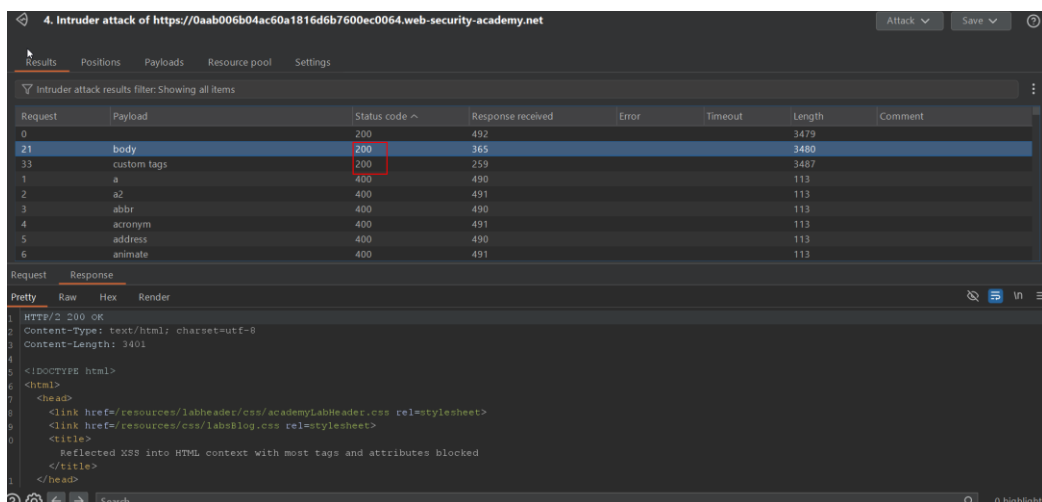 4. Intruder attack of https://0aab006b04ac60a1816d6b7600ec0064.web-security-academy.net Attack Save ?
Results Positions Payloads Resource pool Settings
Intruder attack results filter: Showing all items
Request Payload Status code Response received Error Timeout Length Comment
0 200 492 3479
21 body 200 365 3480
33 custom tags 200 259 3487
1 a 400 490 113
2 a2 400 491 113
3 abbr 400 490 113
4 acronym 400 491 113
5 address 400 490 113
6 animate 400 491 113
Request Response
Pretty Raw Hex Render \n
1 HTTP/2 200 OK
2 Content-Type: text/html; charset=utf-8
3 Content-Length: 3401
4
5 <!DOCTYPE html>
6 <html>
7 <head>
8 <link href=/resources/labheader/css/academyLabHeader.css rel=stylesheet>
9 <link href=/resources/css/labsBlog.css rel=stylesheet>
0 <title>
Reflected XSS into HTML context with most tags and attributes blocked
</title>
1 </head>
Search 0 highlight